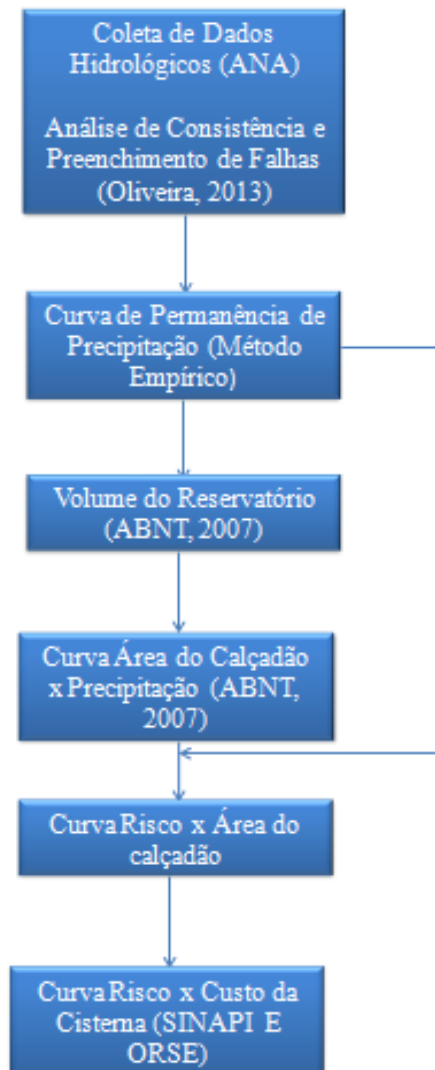 Coleta de Dados
Hidrológicos (ANA)
Análise de Consistência e
Preenchimento de Falhas
(Oliveira, 2013)
Curva de Permanência de
Precipitação (Método
Empírico)
Volume do Reservatório
(ABNT, 2007)
Curva Área do Calçadão
x Precipitação (ABNT,
2007)
Curva Risco x Área do
calçadão
Curva Risco x Custo da
Cisterna (SINAPI E
ORSE)